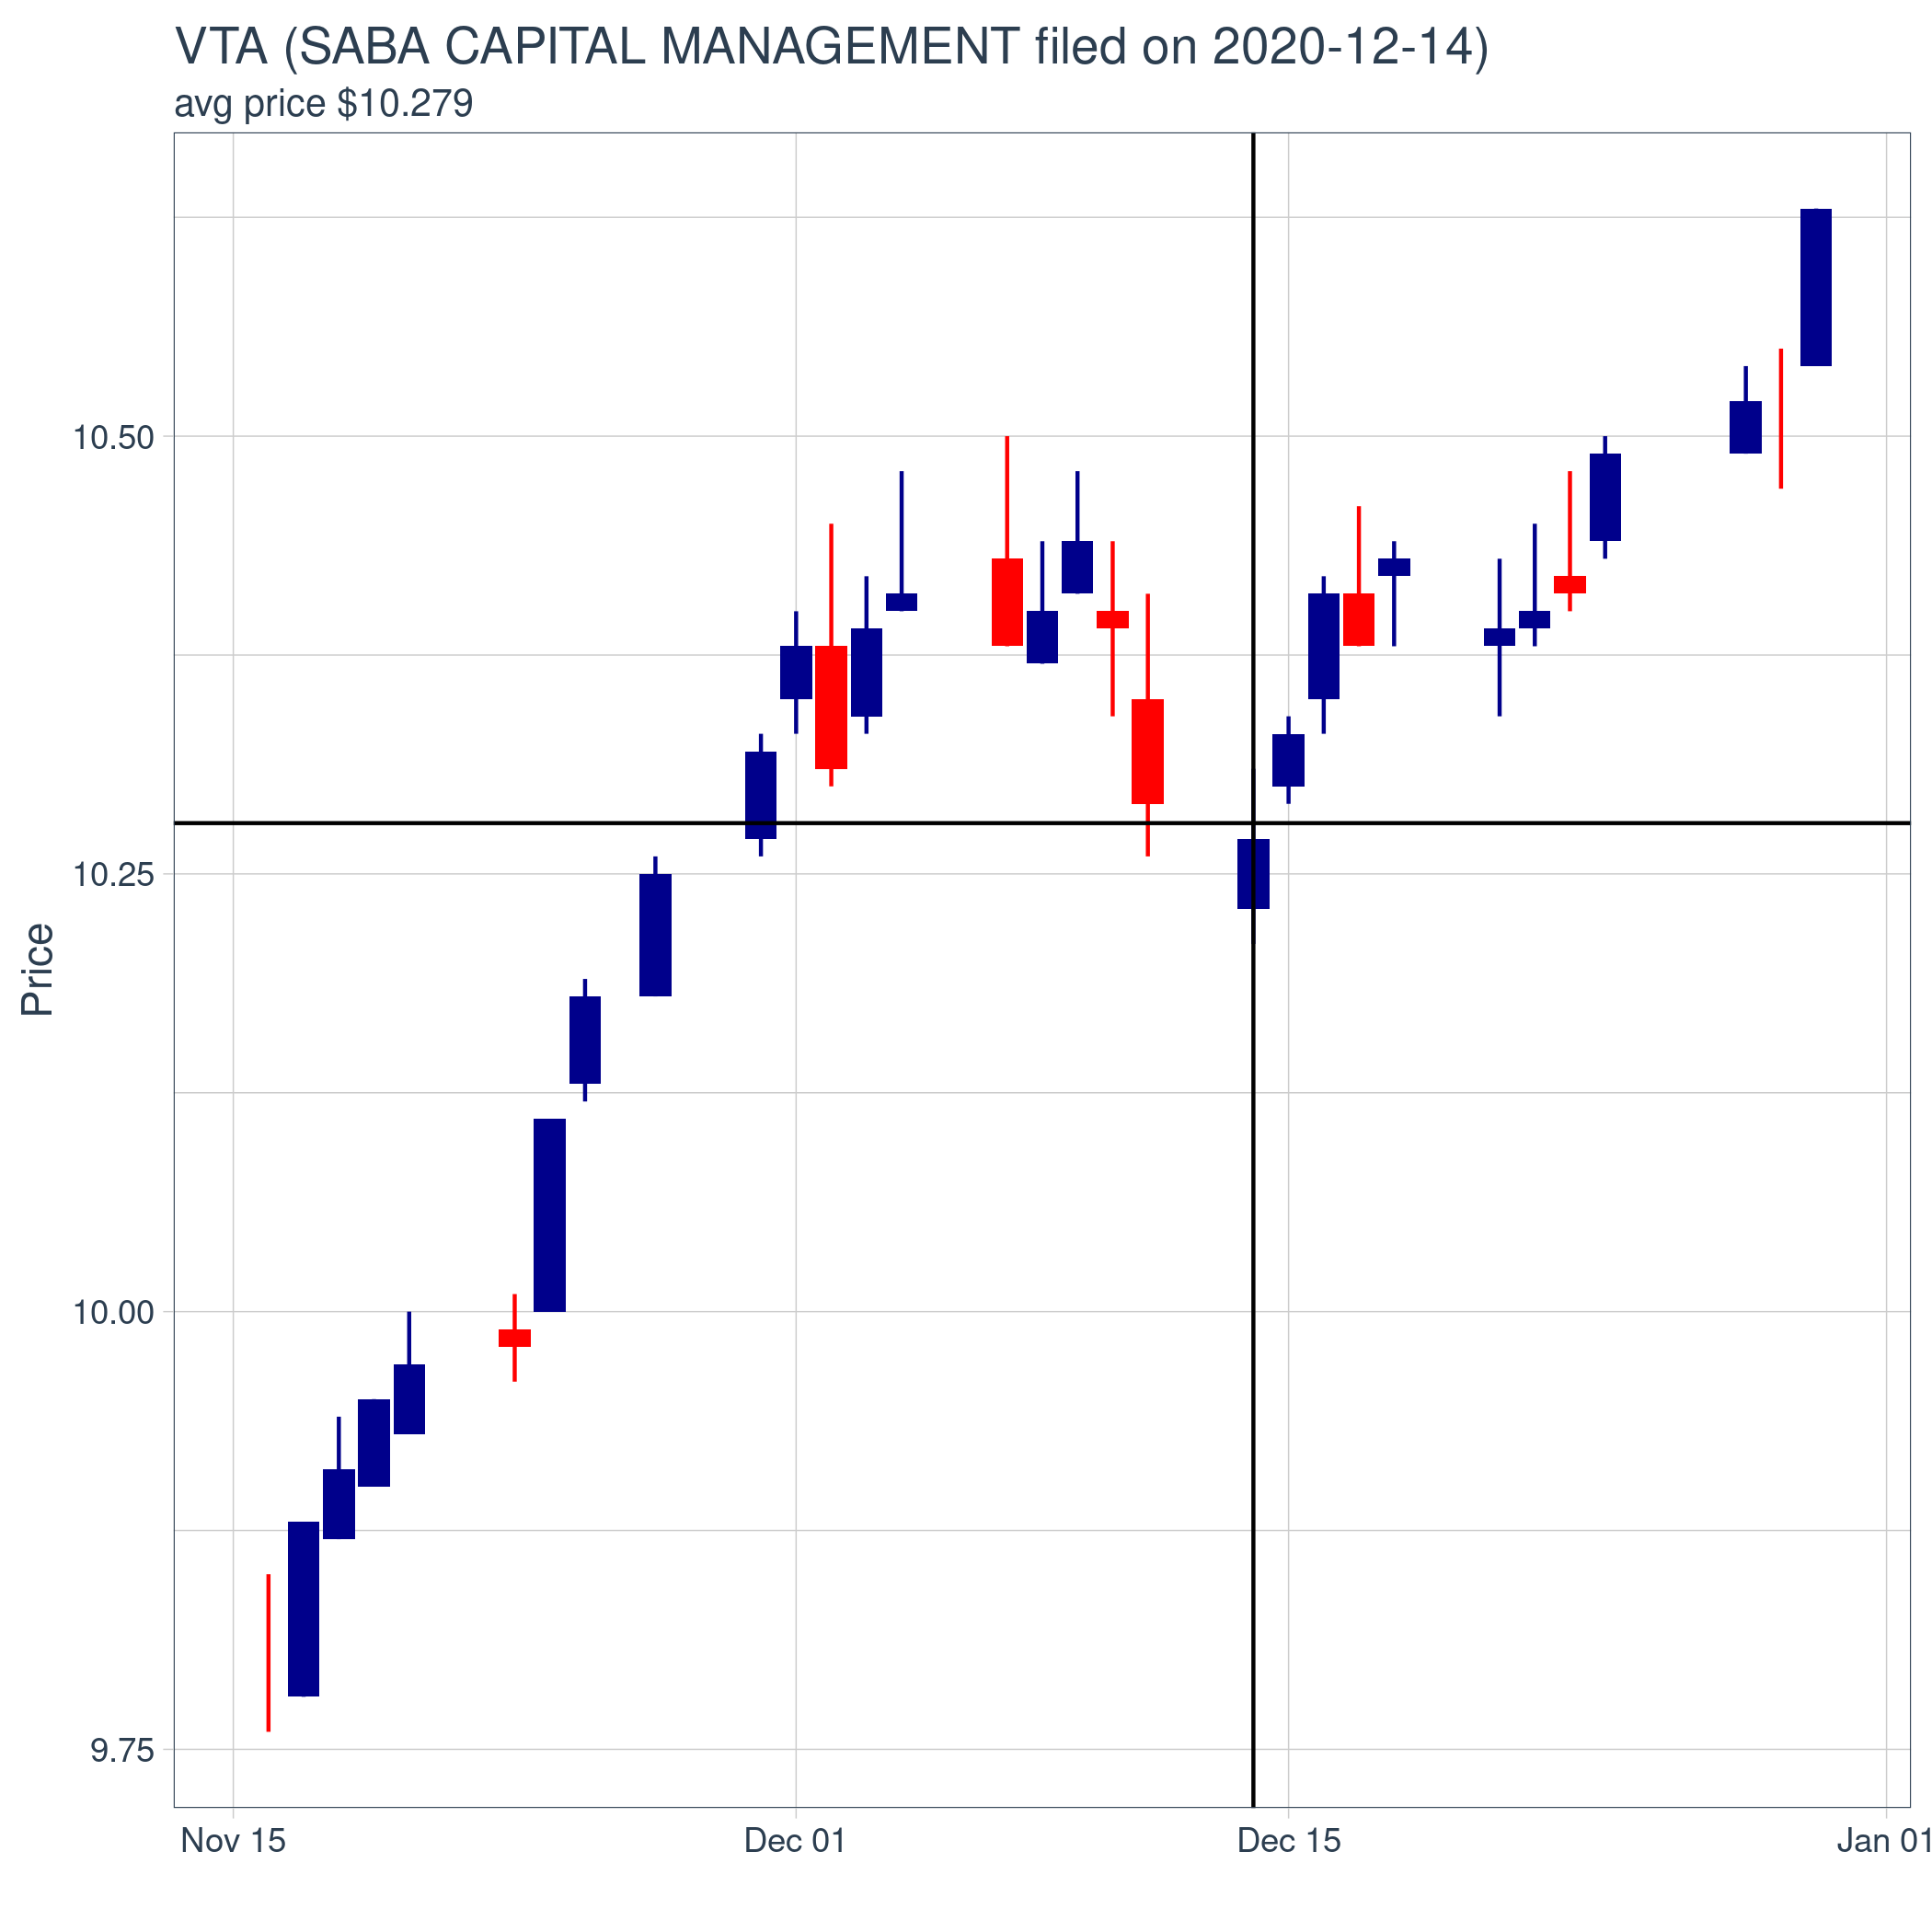 VTA (SABA CAPITAL MANAGEMENT filed on 2020-12-14)
avg price $10.279
10.50
10.25
Price
10.00
9.75
Nov 15
Dec 01
Dec 15
Jan 01